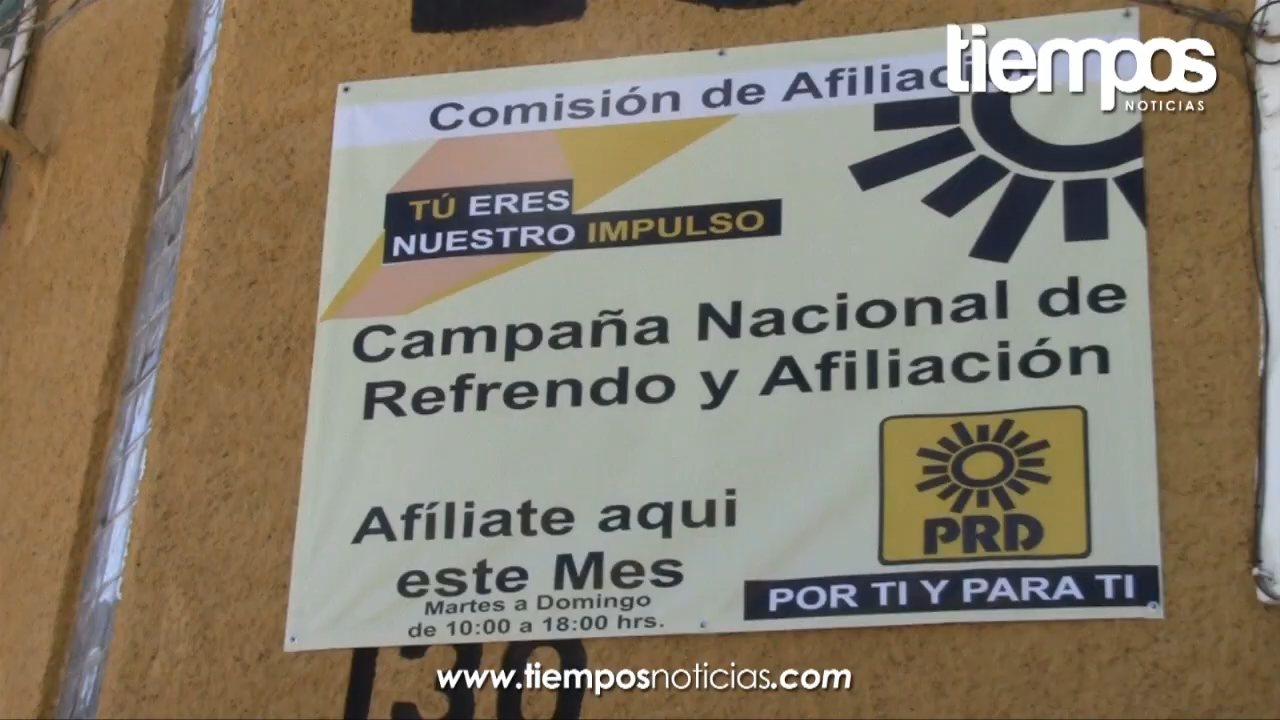 tiempos
NOTICIAS
Comisión de Afiliac
TÚ ERES
NUESTRO IMPULSO
Campaña Nacional de
Refrendo y Afiliación
PRD
Afíliate aqui
este Mes
Martes a Domingo
de 10:00 a 18:00 hrs.
POR TI Y PARA TI
130
www.tiemposnoticias.com